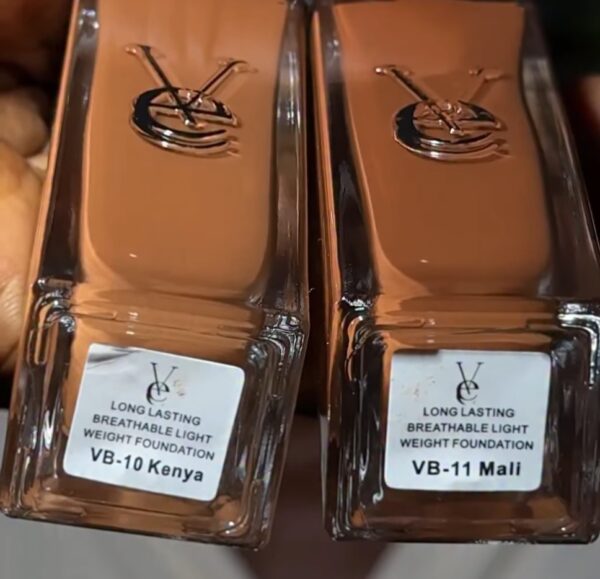 LONG LASTING
BREATHABLE LIGHT
WEIGHT FOUNDATION
VB-10 Kenya
LONG LASTING
BREATHABLE LIGHT
WEIGHT FOUNDATION
VB-11 Mali